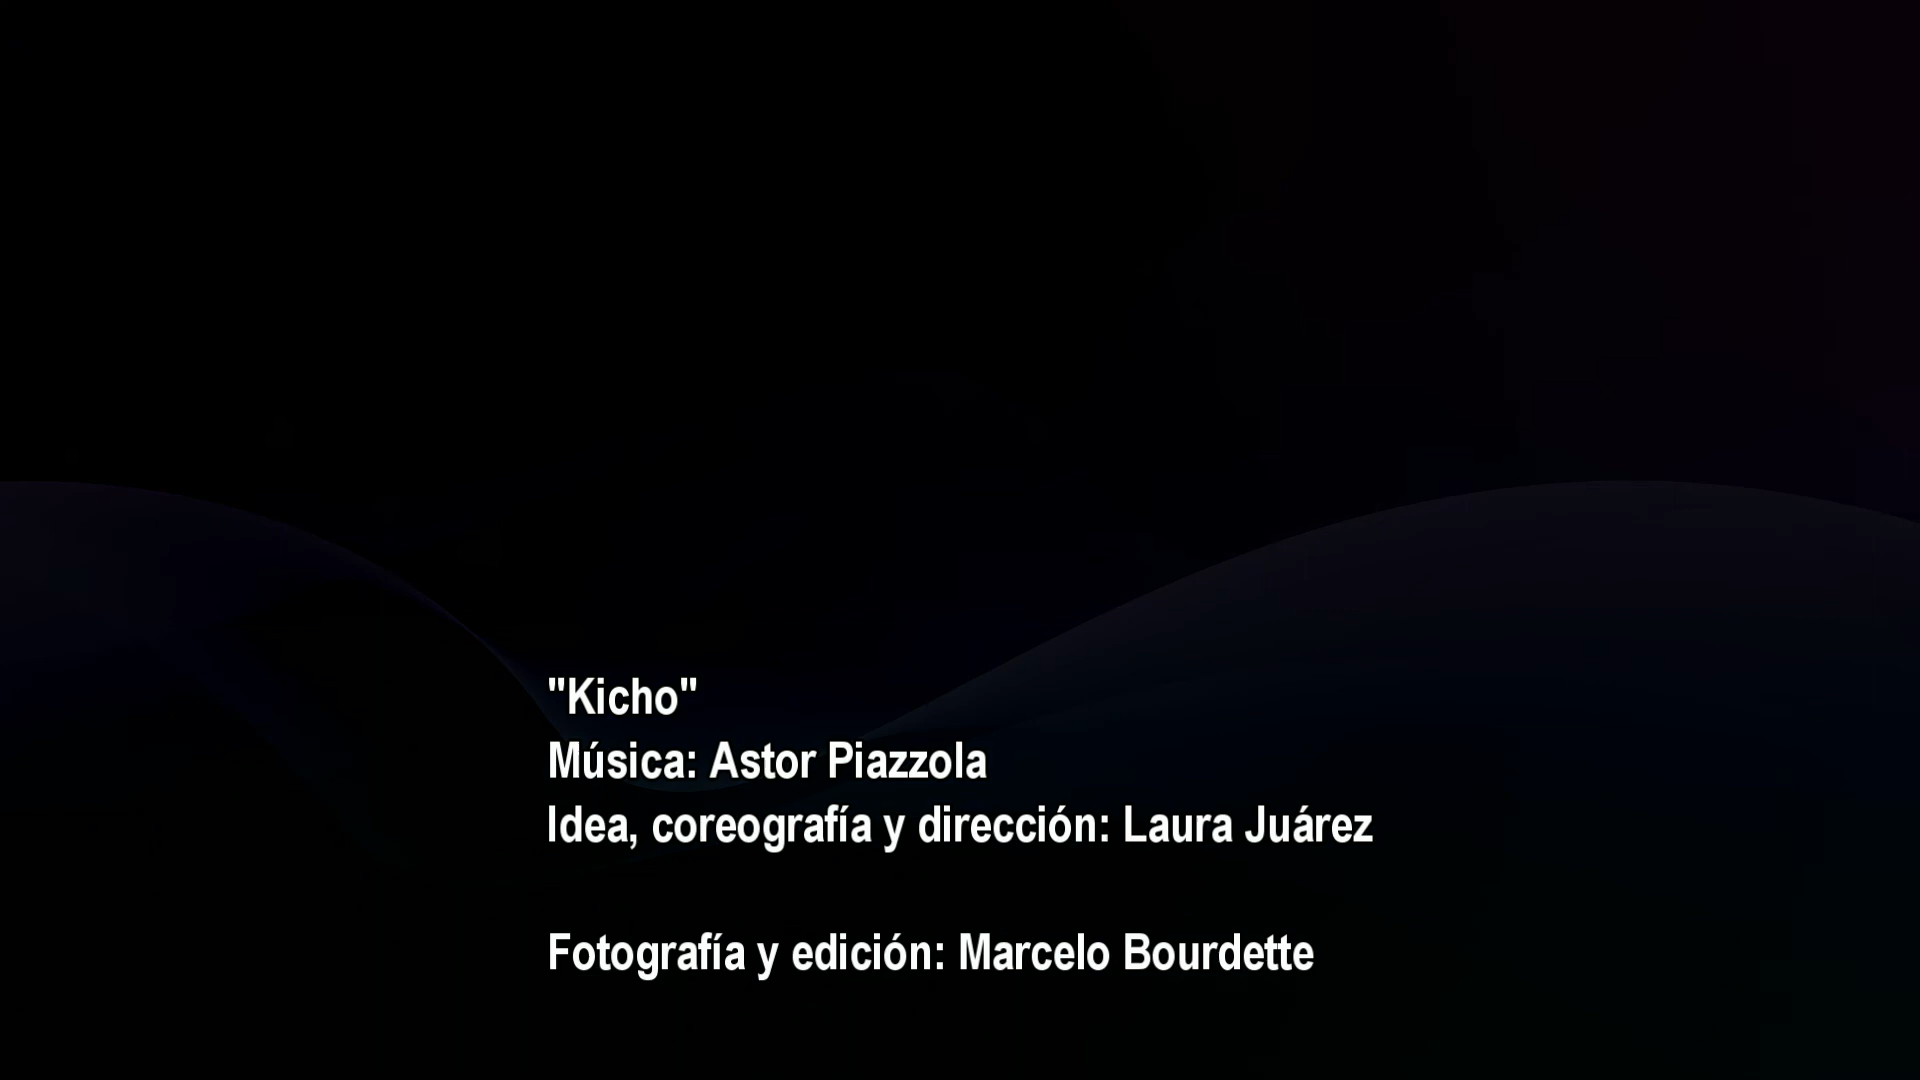 "Kicho"
Música: Astor Piazzola
Idea, coreografía y dirección: Laura Juárez
Fotografía y edición: Marcelo Bourdette